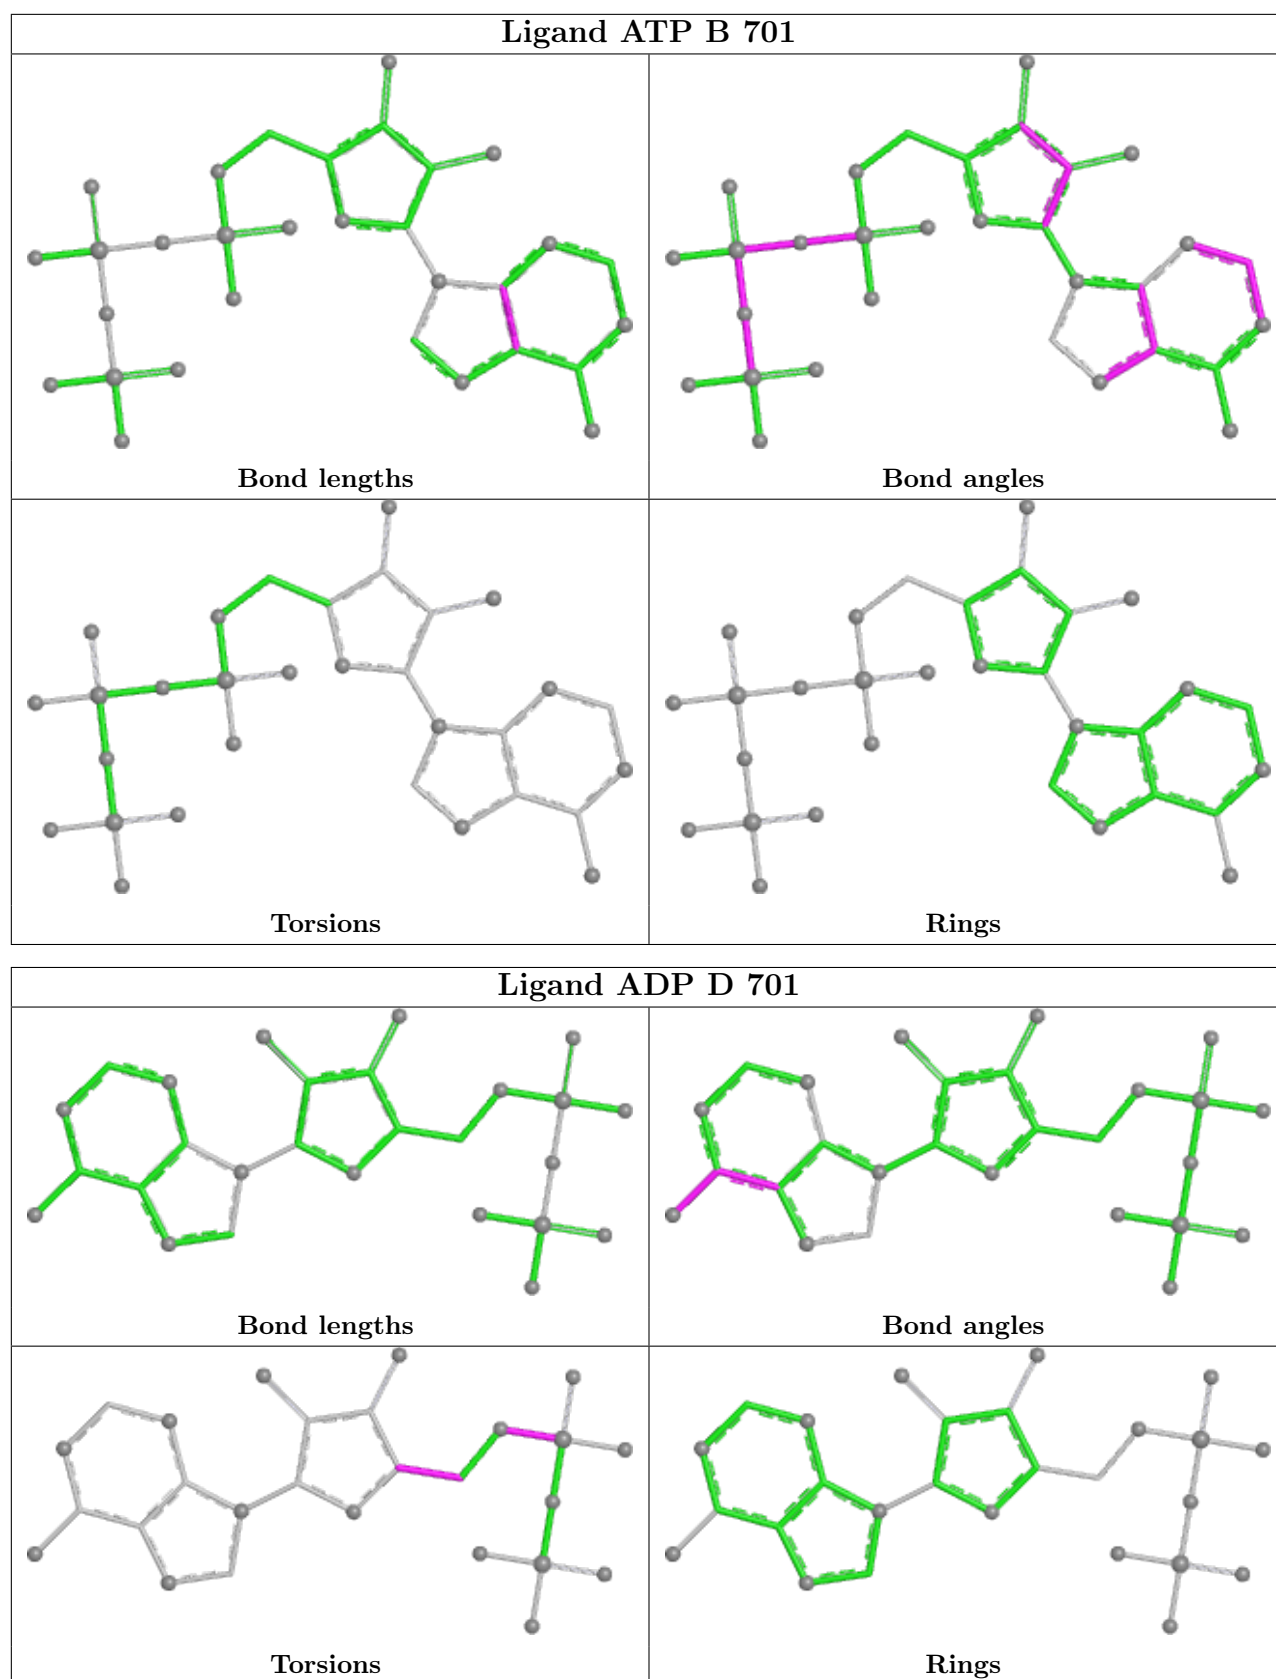 Ligand ATP B 701
Bond lengths
Bond angles
Torsions
Rings
Ligand ADP D 701
Bond lengths
Bond angles
Torsions
Rings